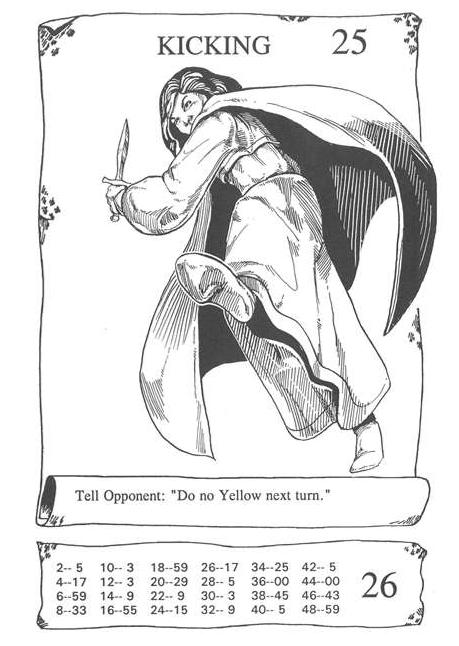 KICKING 25
Tell Opponent: "Do no Yellow next turn."
2-- 5 10-- 3 18--59 26--17 34--25 42-- 5
4--17 12-- 3 20--29 28-- 5 36--00 44--00
6--59 14-- 9 22-- 9 30-- 3 38--45 46--43
8--33 16--55 24--15 32-- 9 40-- 5 48--59
26